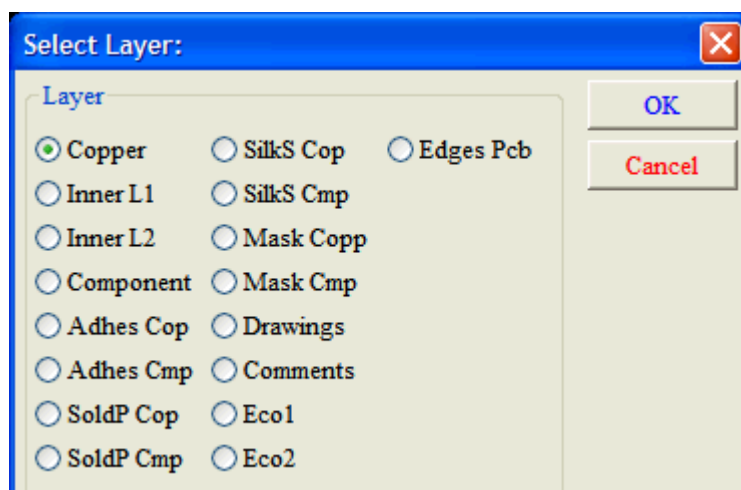 Select Layer:
Layer
OK
Copper SilkS Cop Edges Pcb
Cancel
Inner L1 SilkS Cmp
Inner L2 Mask Copp
Component Mask Cmp
Adhes Cop Drawings
Adhes Cmp Comments
SoldP Cop Eco1
SoldP Cmp Eco2